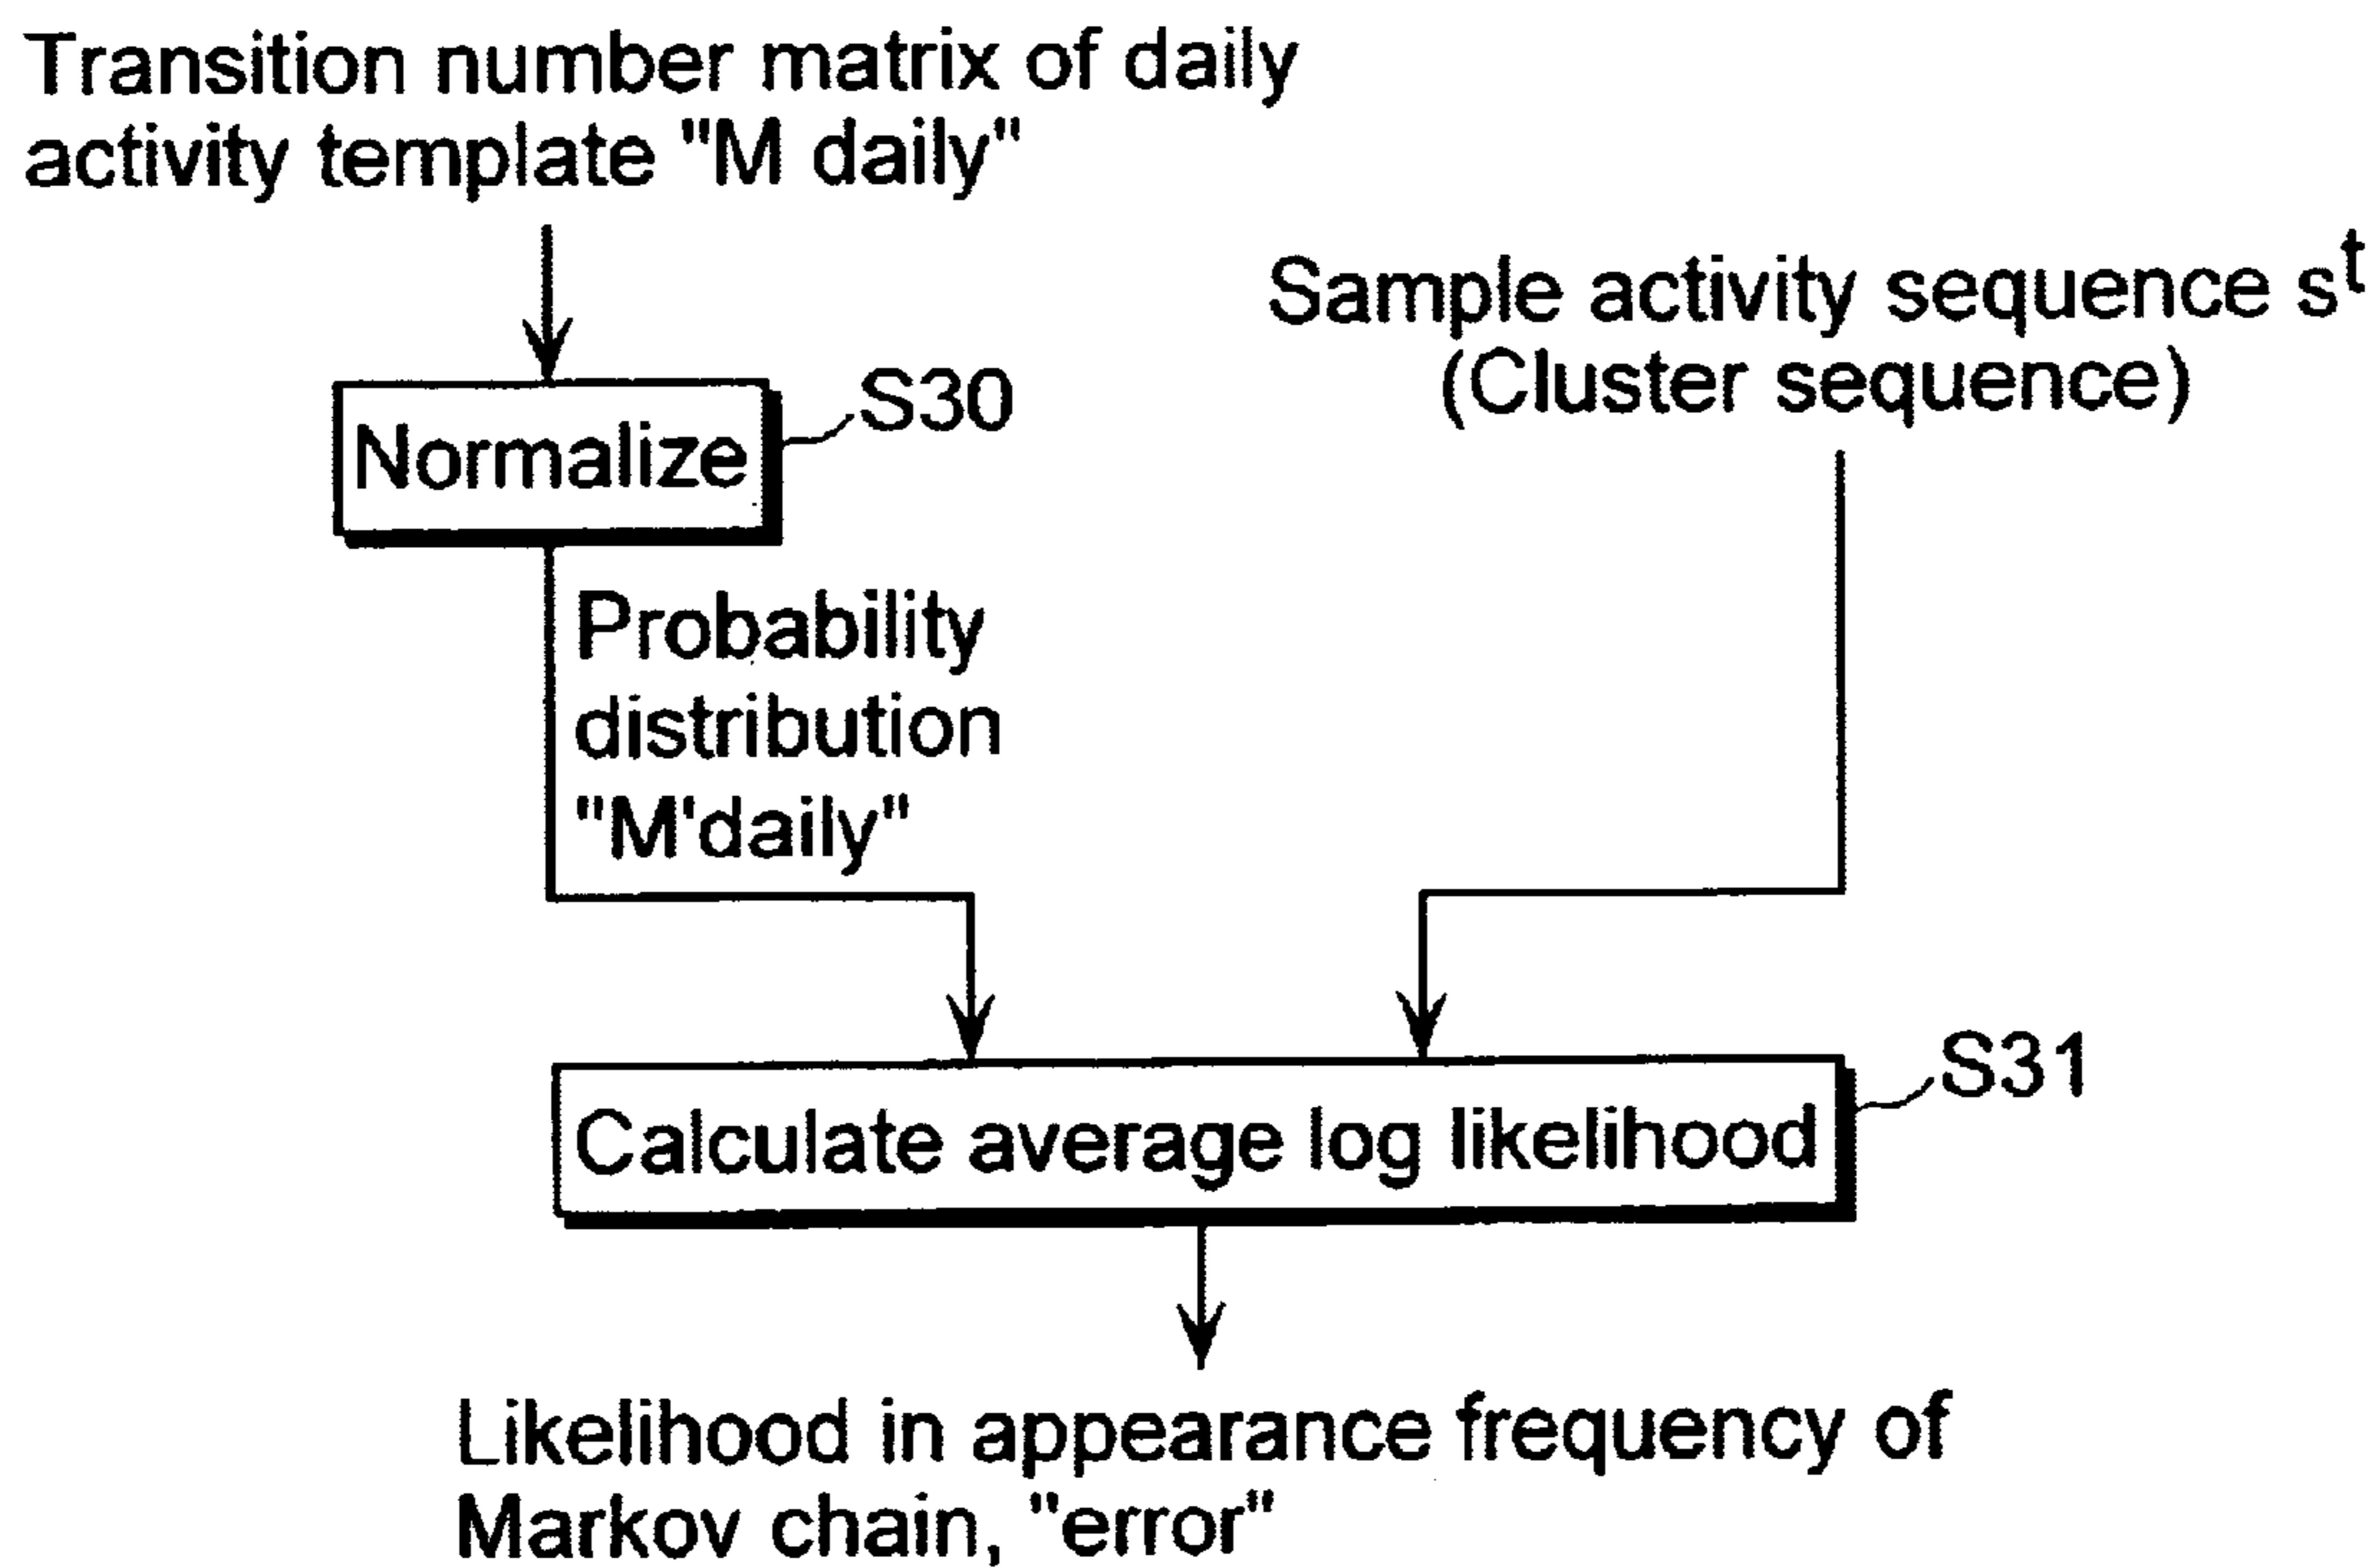 Transition number matrix of daily
activity template "M daily"
Sample activity sequence s^t
(Cluster sequence)
S30
Normalize
Probability
distribution
"M'daily"
S31
Calculate average log likelihood
Likelihood in appearance frequency of
Markov chain, "error"